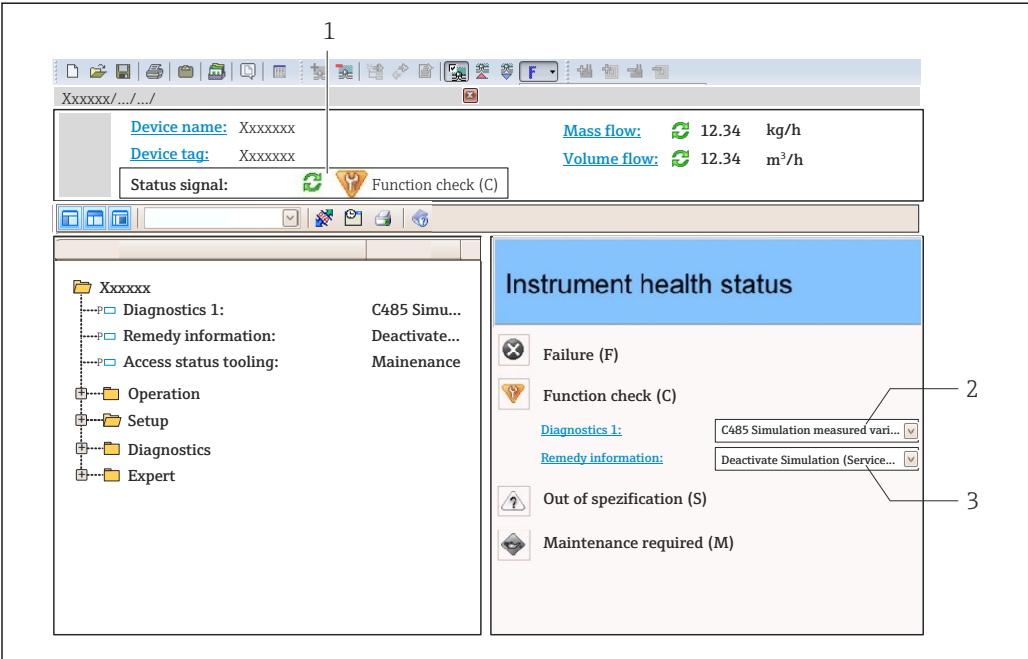 1
F
Xxxxxx/.../.../
Device name: Xxxxxxx
Mass flow: 12.34 kg/h
Device tag: Xxxxxxx
Volume flow: 12.34 m³/h
Status signal: Function check (C)
Xxxxxx
Diagnostics 1: C485 Simu...
Remedy information: Deactivate...
Access status tooling: Mainenance
Operation
Setup
Diagnostics
Expert
Instrument health status
Failure (F)
Function check (C)
2
Diagnostics 1: C485 Simulation measured vari...
Remedy information: Deactivate Simulation (Service...
3
Out of spezification (S)
Maintenance required (M)